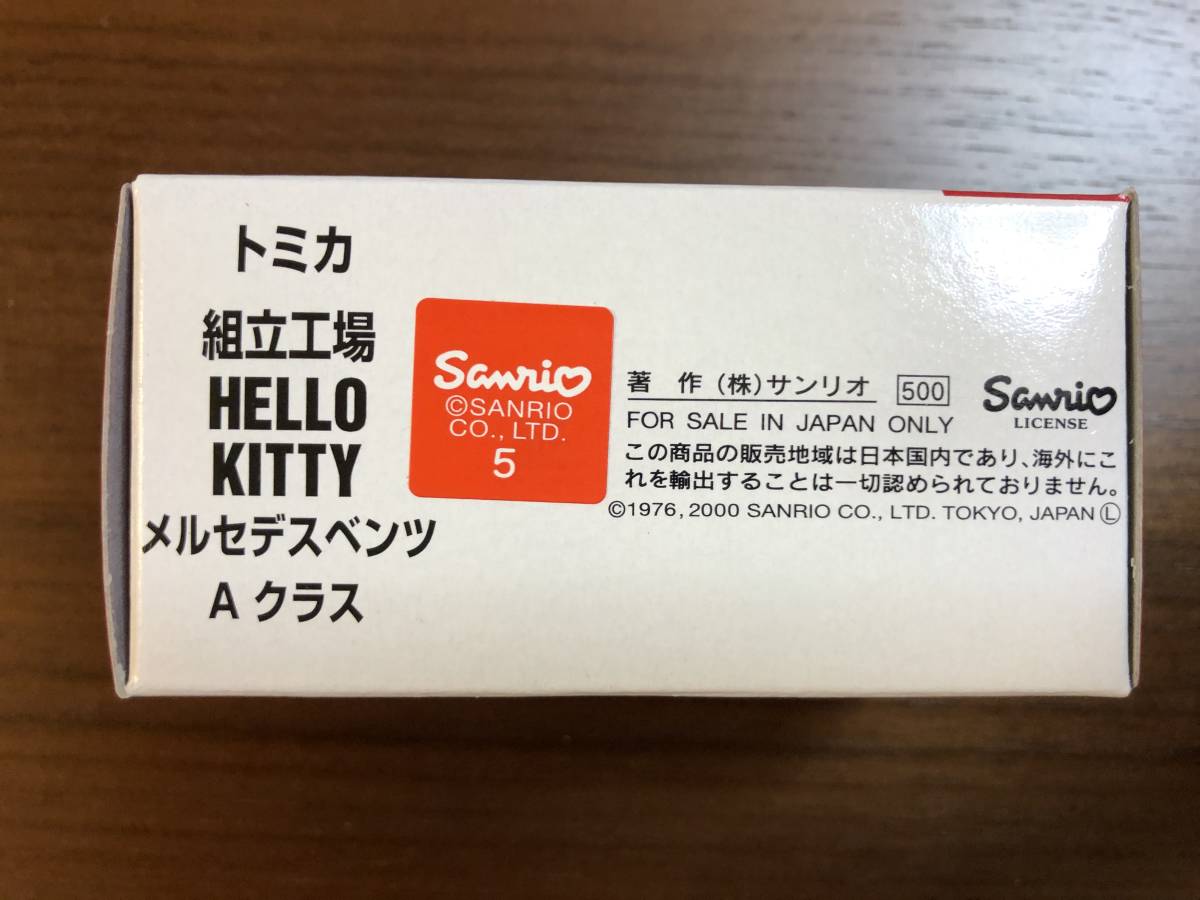 トミカ
組立工場
HELLO
KITTY
メルセデスベンツ
A クラス
Sanrio
©SANRIO
CO., LTD.
5
著 作 (株)サンリオ 500
FOR SALE IN JAPAN ONLY
この商品の販売地域は日本国内であり、海外にこ
れを輸出することは一切認められておりません。
©1976, 2000 SANRIO CO., LTD. TOKYO, JAPAN Ⓛ
Sanrio
LICENSE